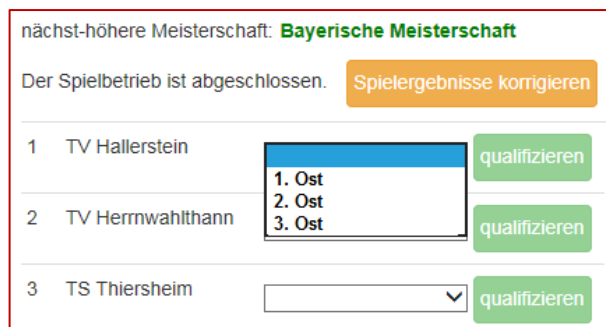 nächst-höhere Meisterschaft: Bayerische Meisterschaft
Der Spielbetrieb ist abgeschlossen. Spielergebnisse korrigieren
1 TV Hallerstein qualifizieren
1. Ost
2. Ost
3. Ost
2 TV Herrnwahlthann qualifizieren
3 TS Thiersheim qualifizieren